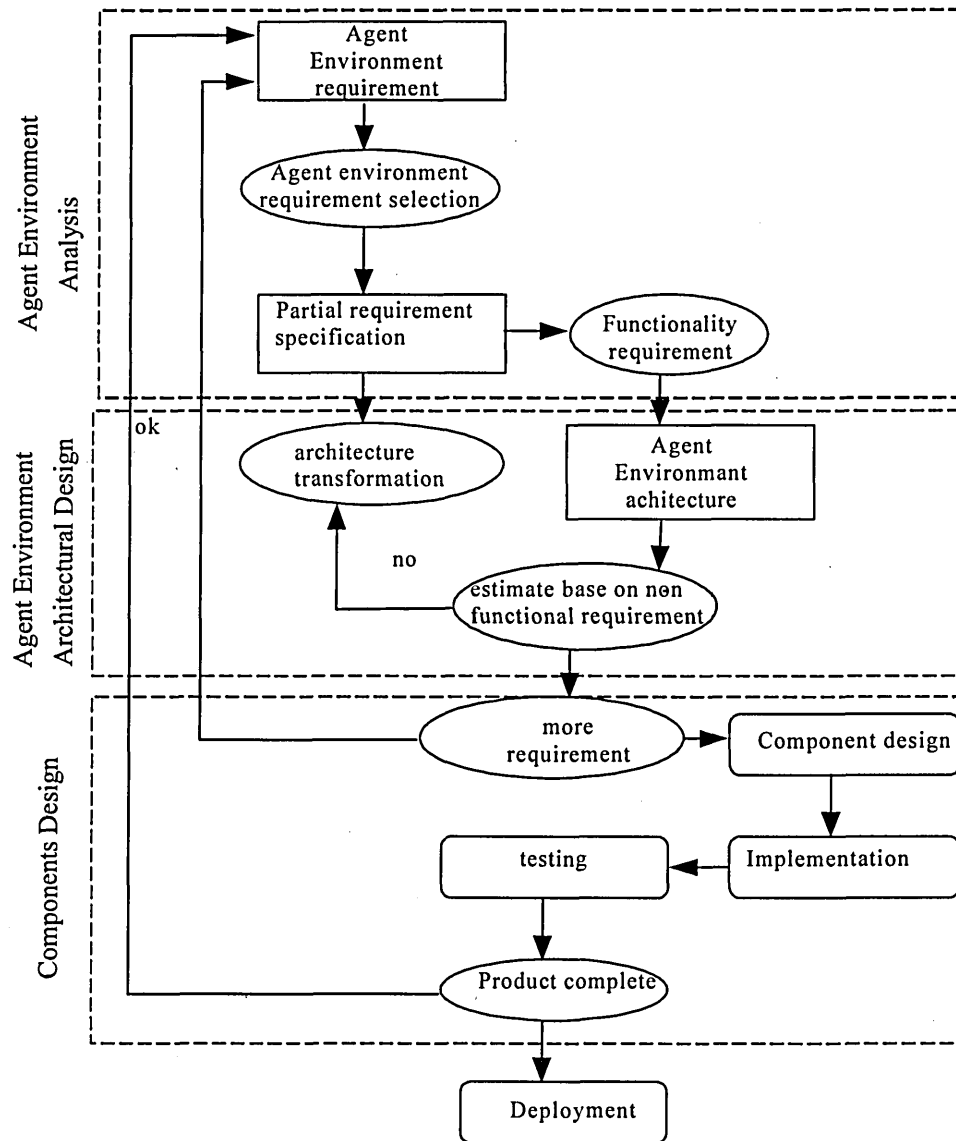 Agent
Environment
requirement
Agent environment
requirement selection
Agent Environment
Analysis
Partial requirement
specification
Functionality
requirement
ok
architecture
transformation
Agent
Environmant
achitecture
Agent Environment
Architectural Design
no
estimate base on non
functional requirement
more
requirement
Component design
Components Design
testing
Implementation
Product complete
Deployment